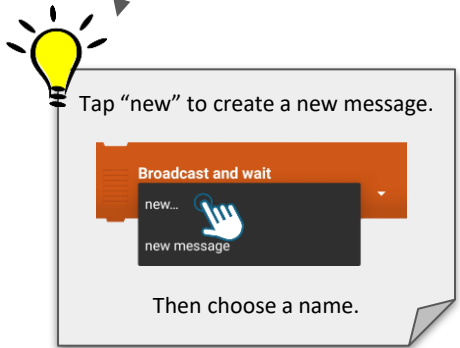 Tap “new” to create a new message.
Broadcast and wait
new...
new message
Then choose a name.